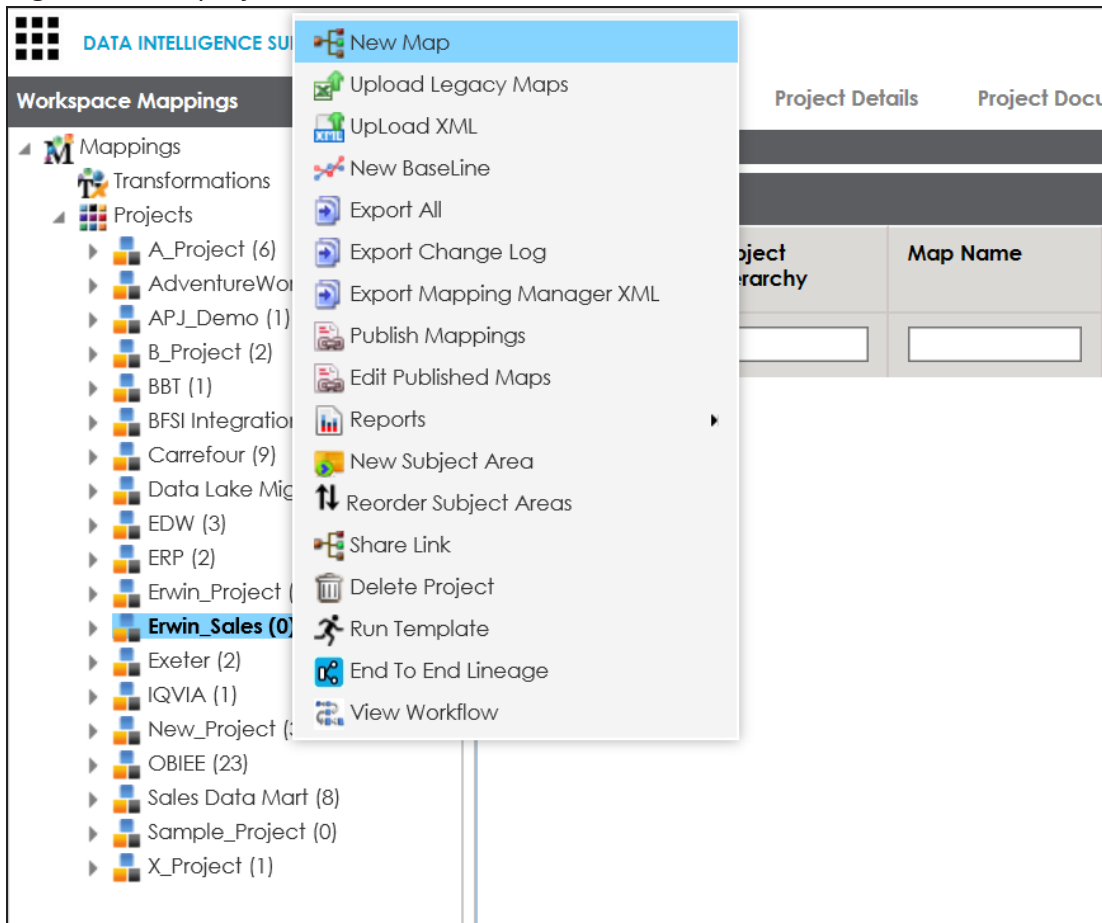 DATA INTELLIGENCE SU
Workspace Mappings
Mappings
Transformations
Projects
A_Project (6)
AdventureWo
APJ_Demo (1)
B_Project (2)
BBT (1)
BFSI Integration
Carrefour (9)
Data Lake Mig
EDW (3)
ERP (2)
Erwin_Project (
Erwin_Sales (0)
Exeter (2)
IQVIA (1)
New_Project (3
OBIEE (23)
Sales Data Mart (8)
Sample_Project (0)
X_Project (1)
New Map
Upload Legacy Maps
UpLoad XML
New BaseLine
Export All
Export Change Log
Export Mapping Manager XML
Publish Mappings
Edit Published Maps
Reports
New Subject Area
Reorder Subject Areas
Share Link
Delete Project
Run Template
End To End Lineage
View Workflow
Project Details Project Docu
bject Map Name
erarchy